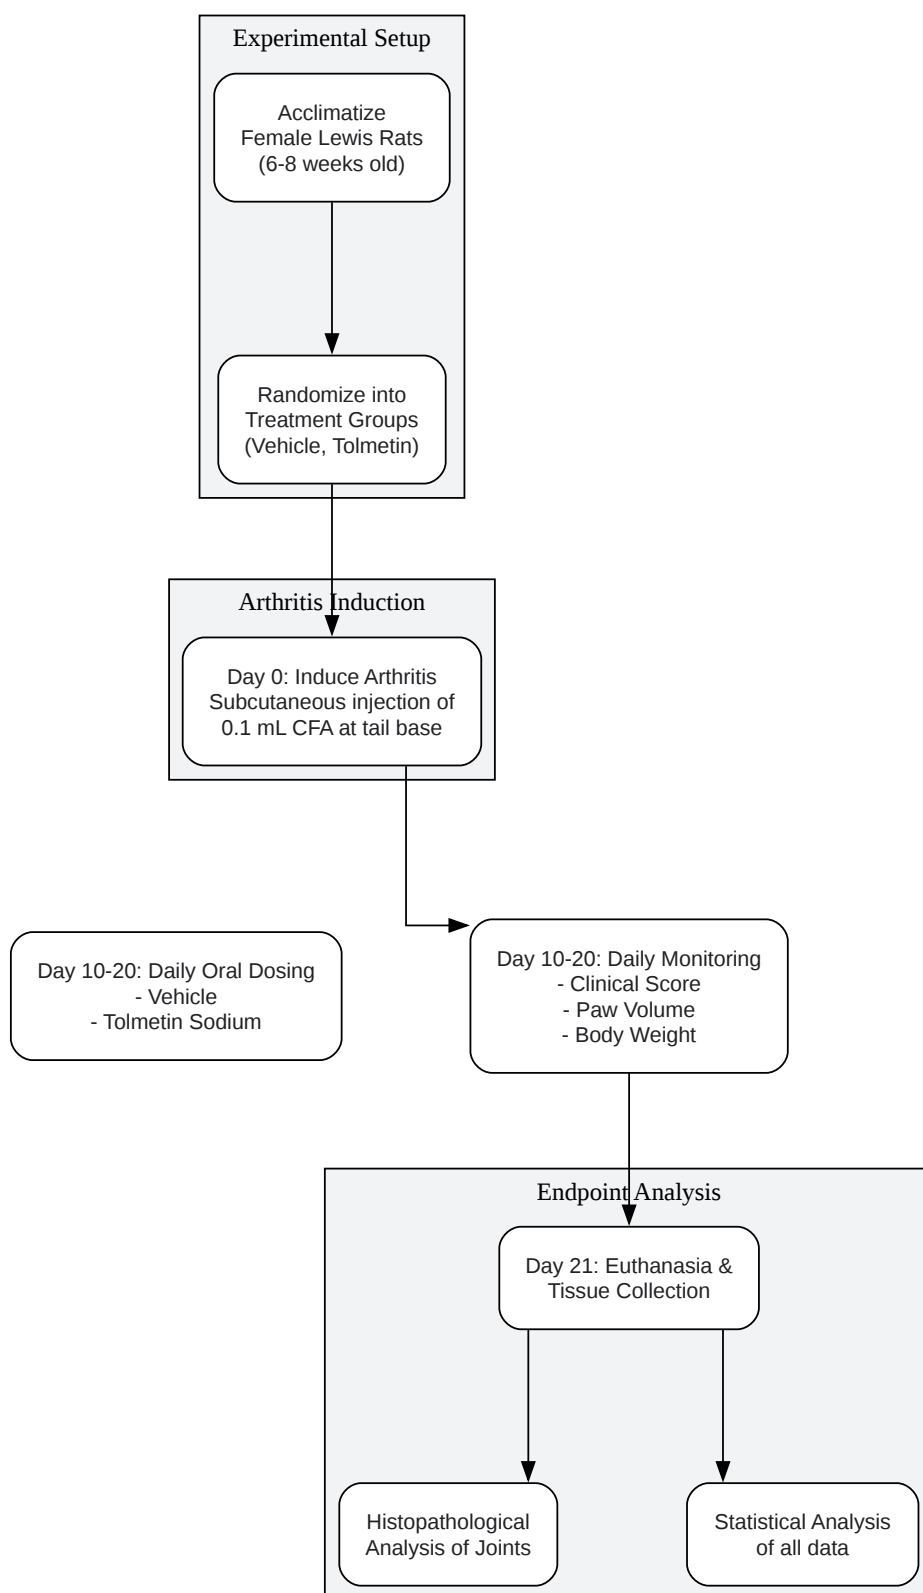 Experimental Setup
Acclimatize
Female Lewis Rats
(6-8 weeks old)
Randomize into
Treatment Groups
(Vehicle, Tolmetin)
Arthritis Induction
Day 0: Induce Arthritis
Subcutaneous injection of
0.1 mL CFA at tail base
Day 10-20: Daily Oral Dosing
- Vehicle
- Tolmetin Sodium
Day 10-20: Daily Monitoring
- Clinical Score
- Paw Volume
- Body Weight
Endpoint Analysis
Day 21: Euthanasia &
Tissue Collection
Histopathological
Analysis of Joints
Statistical Analysis
of all data